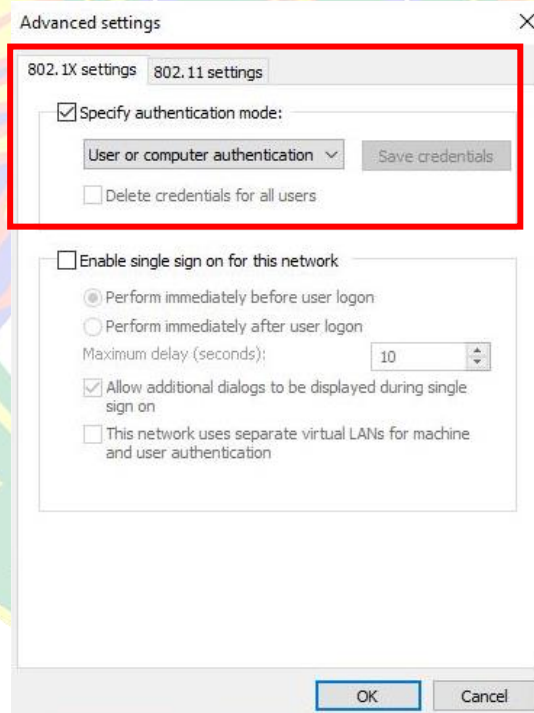 Advanced settings
802.1X settings 802.11 settings
Specify authentication mode:
User or computer authentication Save credentials
Delete credentials for all users
Enable single sign on for this network
Perform immediately before user logon
Perform immediately after user logon
Maximum delay (seconds): 10
Allow additional dialogs to be displayed during single
sign on
This network uses separate virtual LANs for machine
and user authentication
OK Cancel